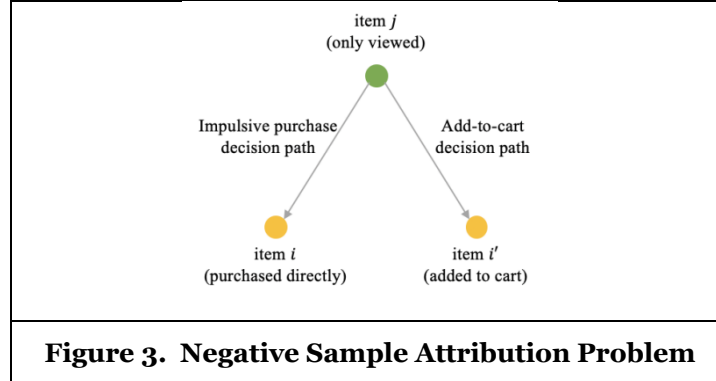 item j
(only viewed)
Impulsive purchase
decision path
Add-to-cart
decision path
item i
(purchased directly)
item i′
(added to cart)
Figure 3.  Negative Sample Attribution Problem